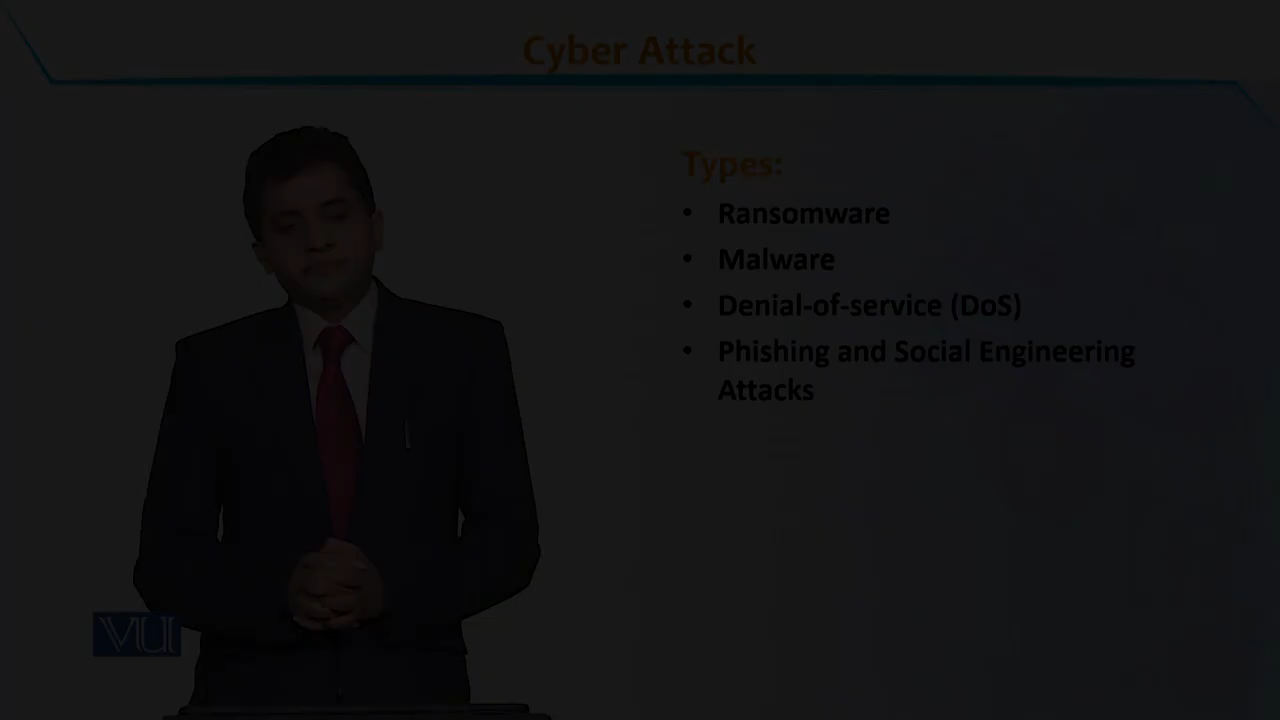 Cyber Attack
Types:
• Ransomware
• Malware
• Denial-of-service (DoS)
• Phishing and Social Engineering
Attacks
VU